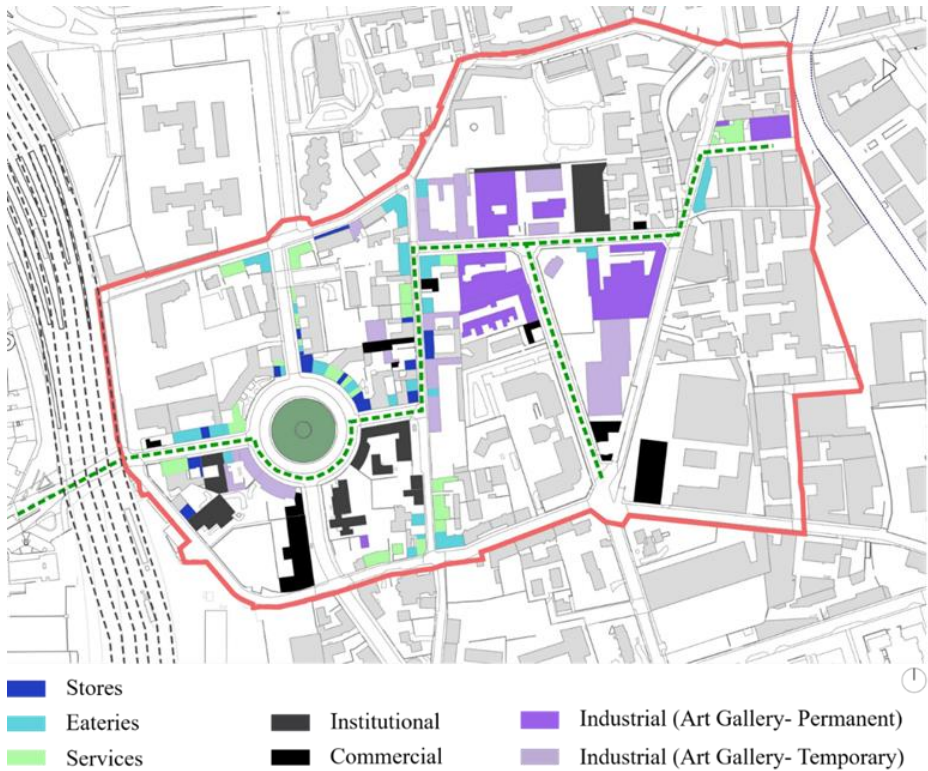 Stores
Eateries
Services
Institutional
Commercial
Industrial (Art Gallery- Permanent)
Industrial (Art Gallery- Temporary)